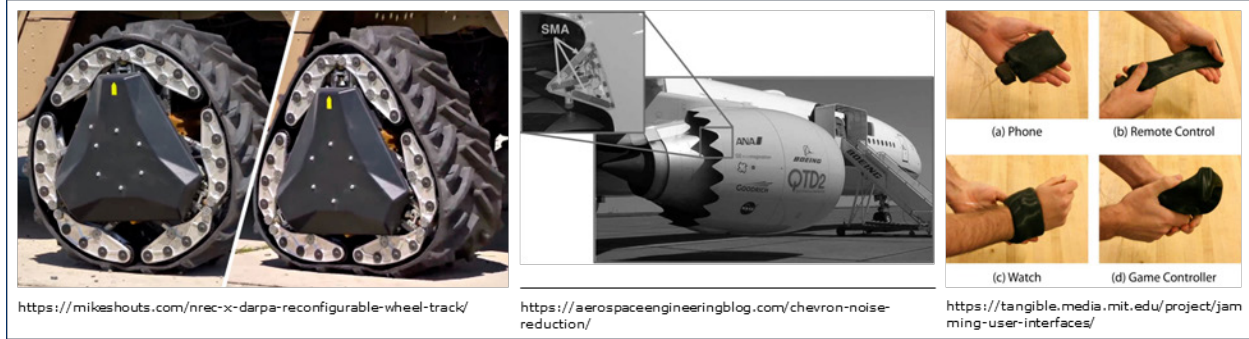 SMA
ANA
BOEING
QTD2
GOODRICH
NASA
BOEING
(a) Phone
(b) Remote Control
(c) Watch
(d) Game Controller
https://mikeshouts.com/nrec-x-darpa-reconfigurable-wheel-track/
https://aerospaceengineeringblog.com/chevron-noise-
reduction/
https://tangible.media.mit.edu/project/jam
ming-user-interfaces/